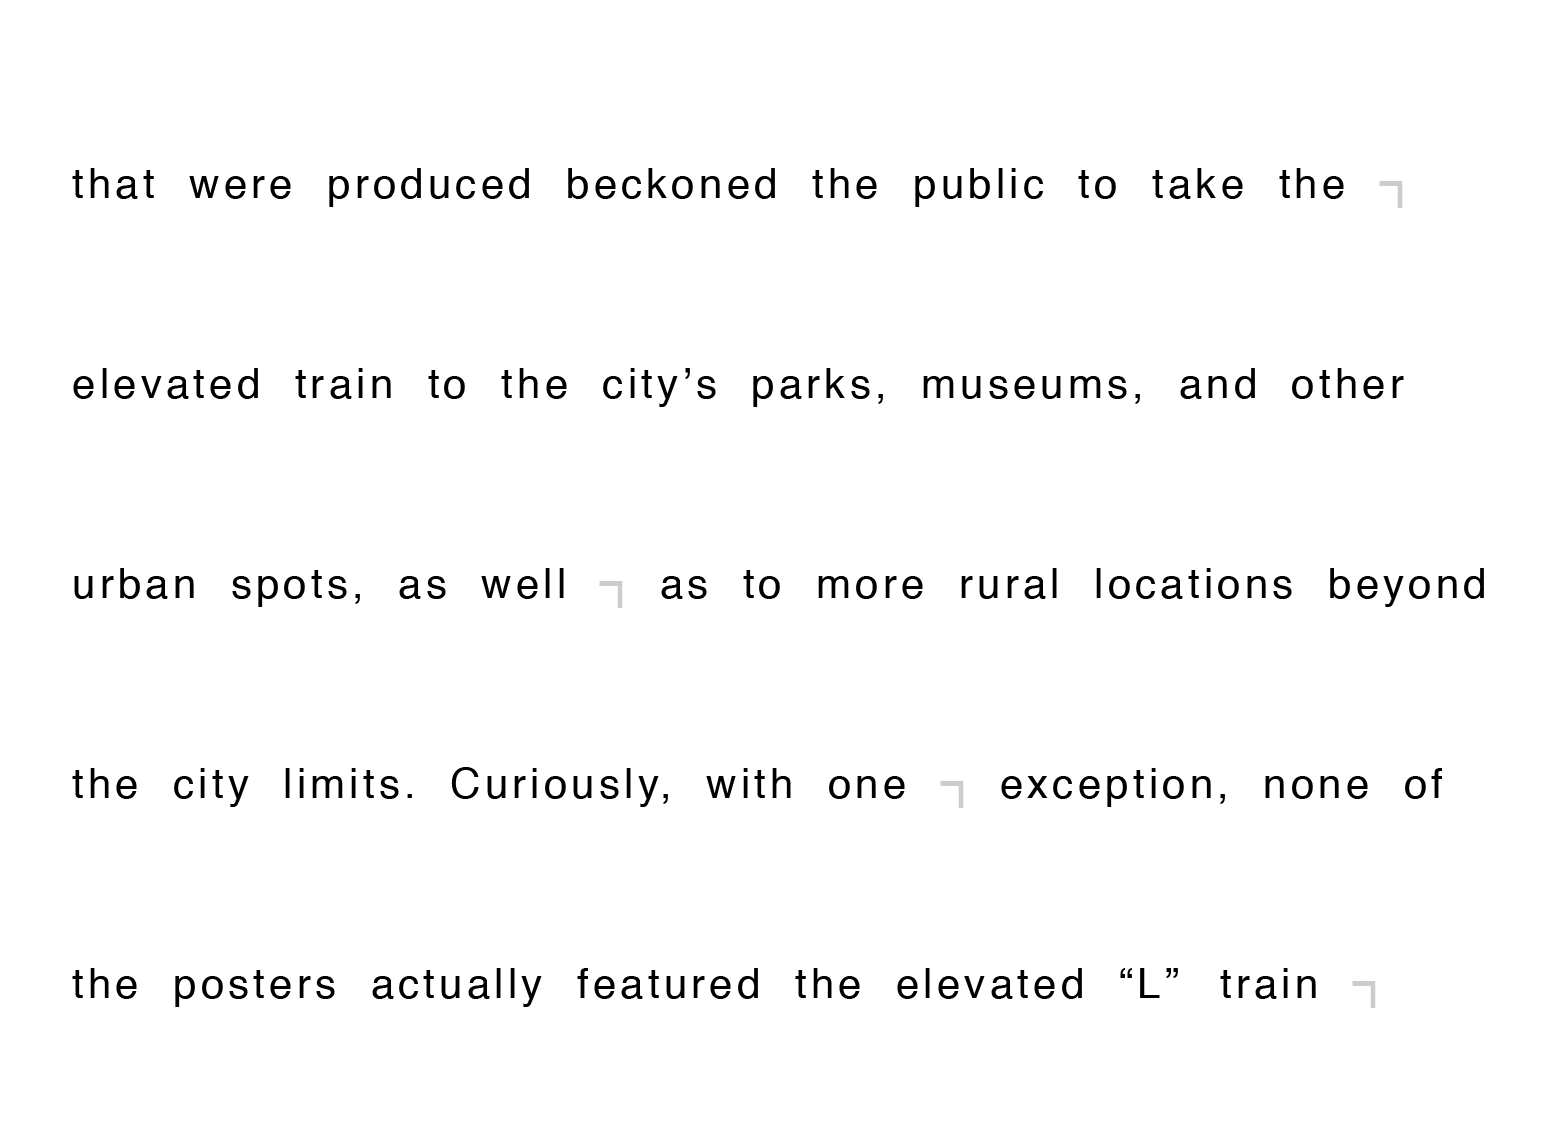 that were produced beckoned the public to take the ¬
elevated train to the city’s parks, museums, and other
urban spots, as well ¬ as to more rural locations beyond
the city limits. Curiously, with one ¬ exception, none of
the posters actually featured the elevated “L” train ¬